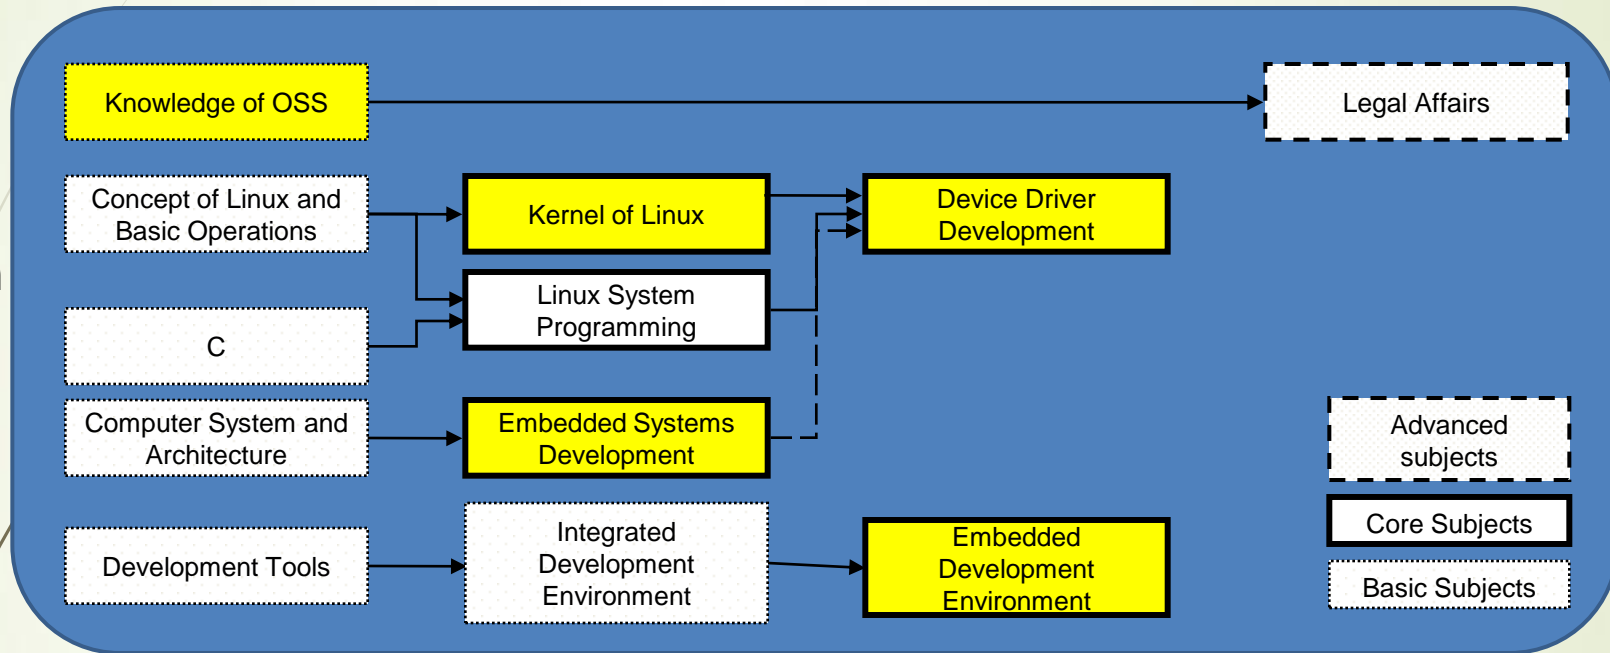 Knowledge of OSS
Legal Affairs
Concept of Linux and
Basic Operations
Kernel of Linux
Device Driver
Development
Linux System
Programming
C
Computer System and
Architecture
Embedded Systems
Development
Advanced
subjects
Core Subjects
Development Tools
Integrated
Development
Environment
Embedded
Development
Environment
Basic Subjects